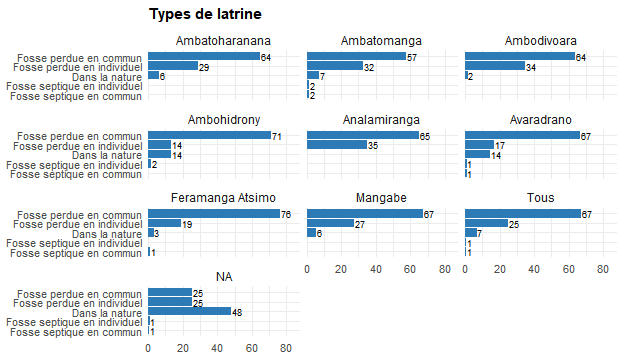 Types de latrine
Ambatoharanana Ambatomanga Ambodivoara
Fosse perdue en commun 64 57 64
Fosse perdue en individuel 29 32 34
Dans la nature 6 7 2
Fosse septique en individuel 2
Fosse septique en commun 2
Ambohidrony Analamiranga Avaradrano
Fosse perdue en commun 71 65 67
Fosse perdue en individuel 14 35 17
Dans la nature 14 14
Fosse septique en individuel 2 1
Fosse septique en commun 1
Feramanga Atsimo Mangabe Tous
Fosse perdue en commun 76 67 67
Fosse perdue en individuel 19 27 25
Dans la nature 3 6 7
Fosse septique en individuel 1
Fosse septique en commun 1 1
0 20 40 60 80 0 20 40 60 80
NA
Fosse perdue en commun 25
Fosse perdue en individuel 25
Dans la nature 48
Fosse septique en individuel 1
Fosse septique en commun 1
0 20 40 60 80